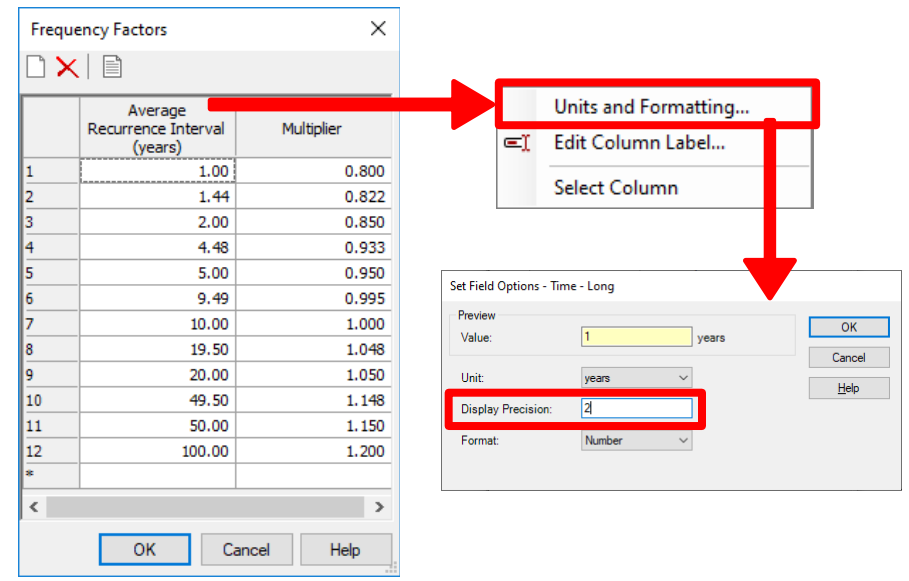 Frequency Factors
Average
Recurrence Interval
(years)
Multiplier
1 1.00 0.800
2 1.44 0.822
3 2.00 0.850
4 4.48 0.933
5 5.00 0.950
6 9.49 0.995
7 10.00 1.000
8 19.50 1.048
9 20.00 1.050
10 49.50 1.148
11 50.00 1.150
12 100.00 1.200
*
OK Cancel Help
Units and Formatting...
Edit Column Label...
Select Column
Set Field Options - Time - Long
Preview
Value: 1 years
OK
Cancel
Help
Unit: years
Display Precision: 2
Format: Number